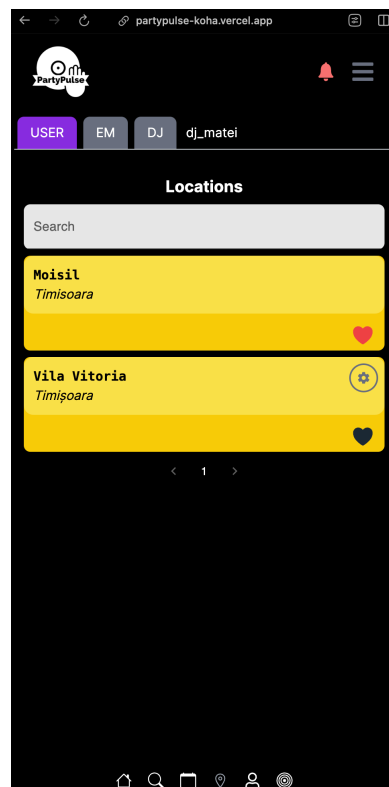 partypulse-koha.vercel.app
PartyPulse
USER EM DJ dj_matei
Locations
Search
Moisil
Timisoara
Vila Vitoria
Timișoara
1